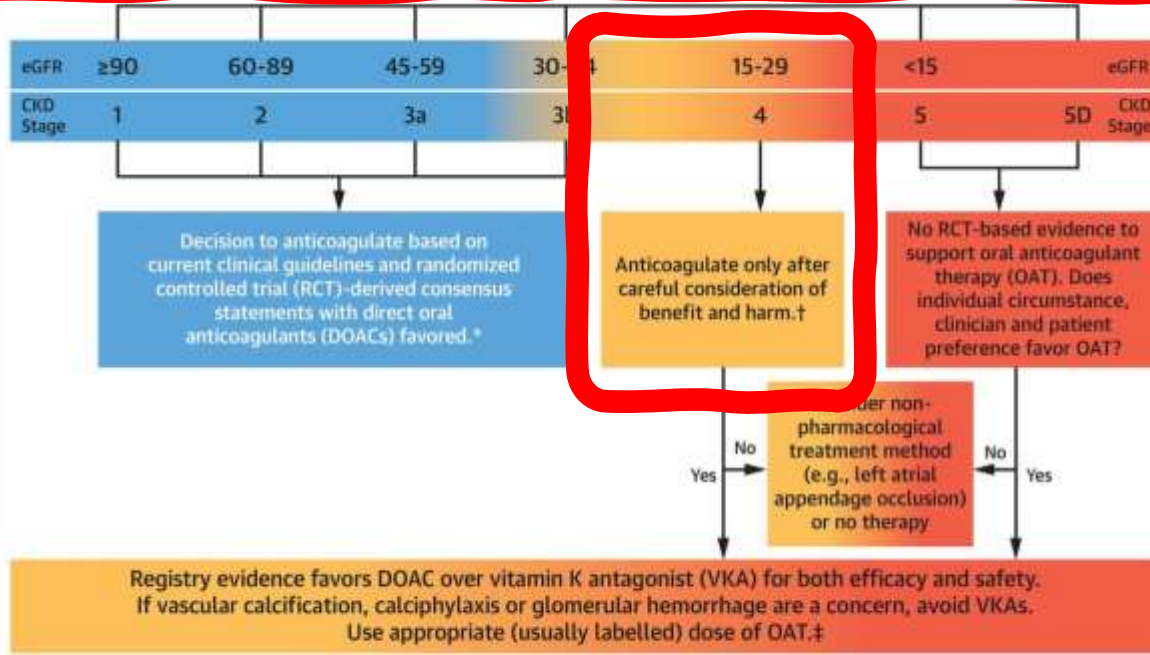 eGFR ≥90 60-89 45-59 15-29 <15 eGFR
CKD Stage 1 2 3a 4 5 5D CKD Stage
Decision to anticoagulate based on
current clinical guidelines and randomized
controlled trial (RCT)-derived consensus
statements with direct oral
anticoagulants (DOACs) favored.*
Anticoagulate only after
careful consideration of
benefit and harm.†
No RCT-based evidence to
support oral anticoagulant
therapy (OAT). Does
individual circumstance,
clinician and patient
preference favor OAT?
non-
pharmacological
treatment method
(e.g., left atrial
appendage occlusion)
or no therapy
No
Yes
No
Yes
Registry evidence favors DOAC over vitamin K antagonist (VKA) for both efficacy and safety.
If vascular calcification, calciphylaxis or glomerular hemorrhage are a concern, avoid VKAs.
Use appropriate (usually labelled) dose of OAT.‡